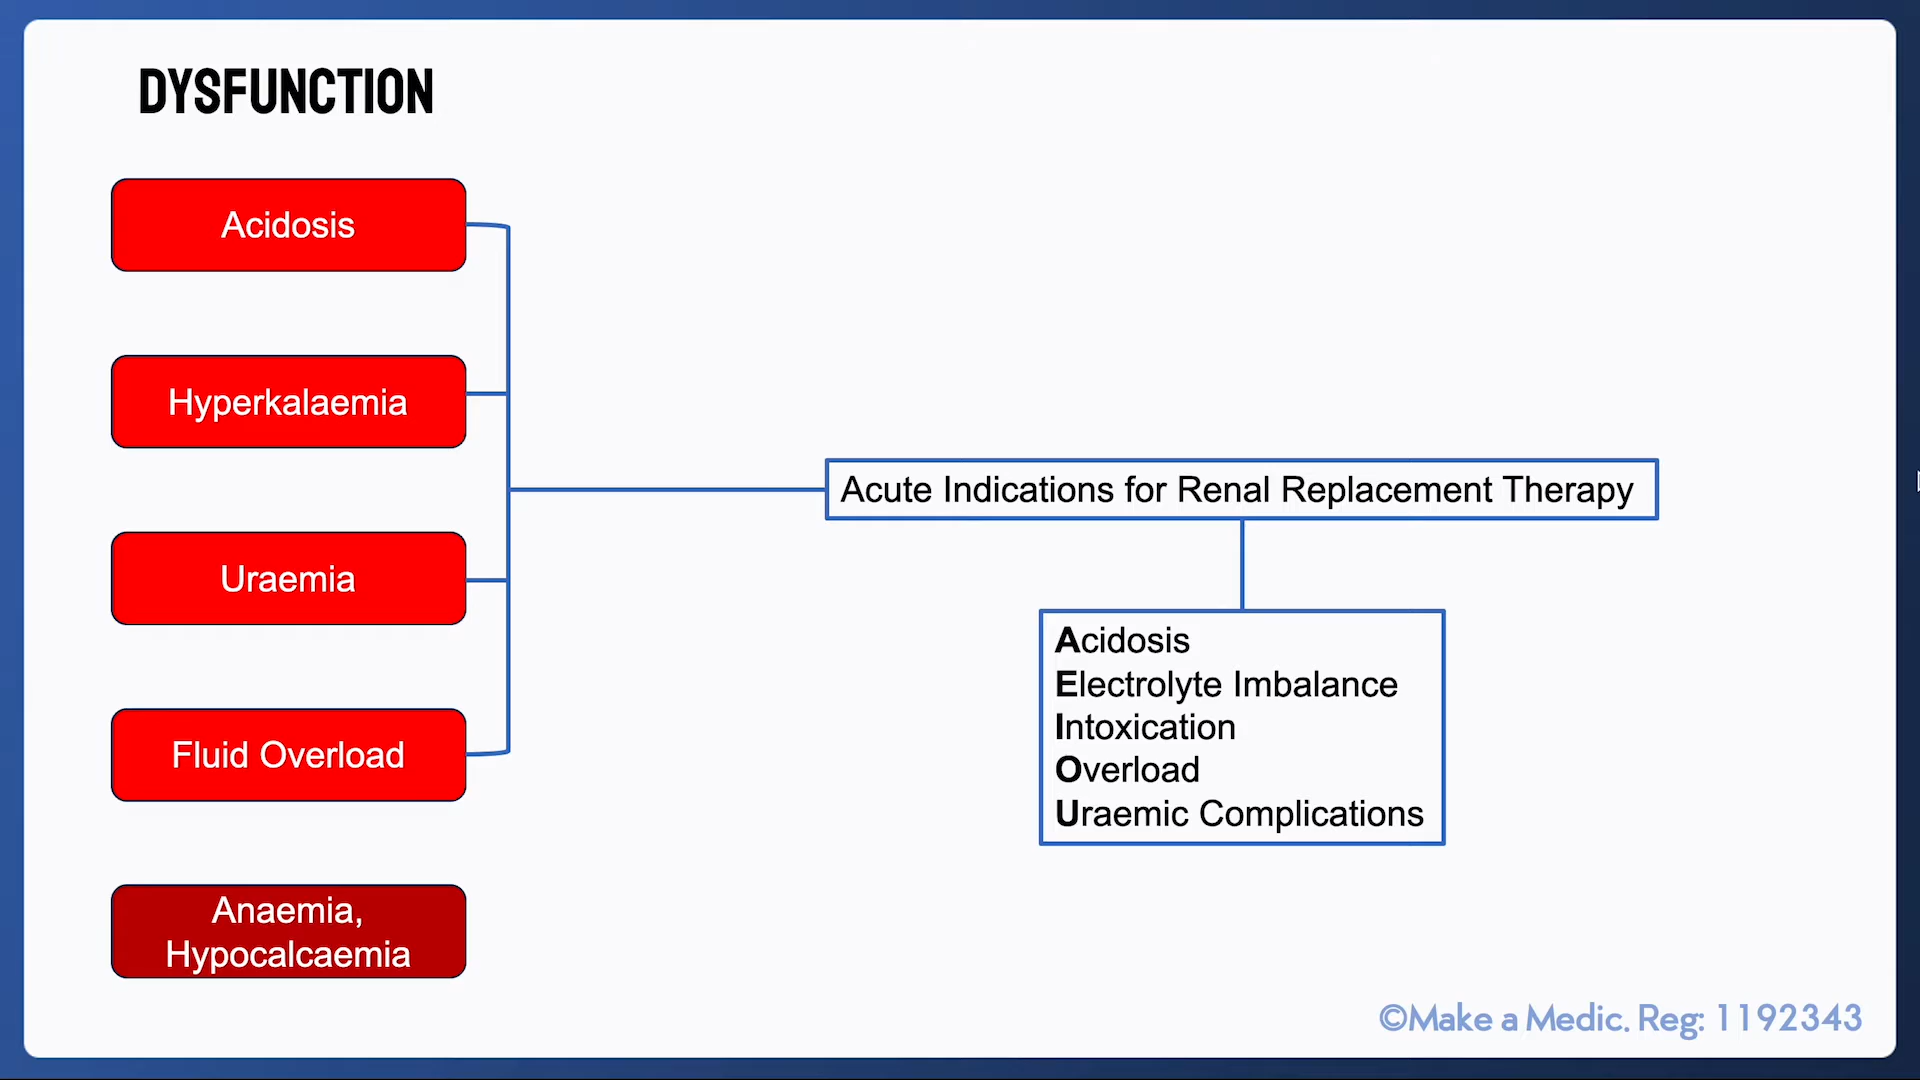 DYSFUNCTION
Acidosis
Hyperkalaemia
Uraemia
Fluid Overload
Anaemia,
Hypocalcaemia
Acute Indications for Renal Replacement Therapy
Acidosis
Electrolyte Imbalance
Intoxication
Overload
Uraemic Complications
©Make a Medic. Reg: 1192343